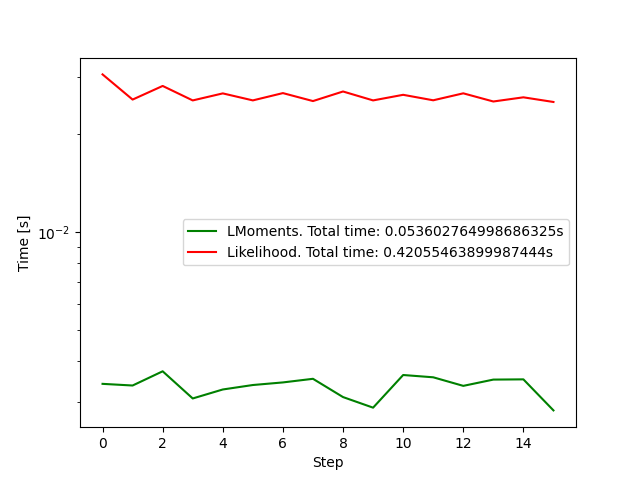 Time [s]
10⁻²
LMoments. Total time: 0.053602764998686325s
Likelihood. Total time: 0.42055463899987444s
0 2 4 6 8 10 12 14
Step